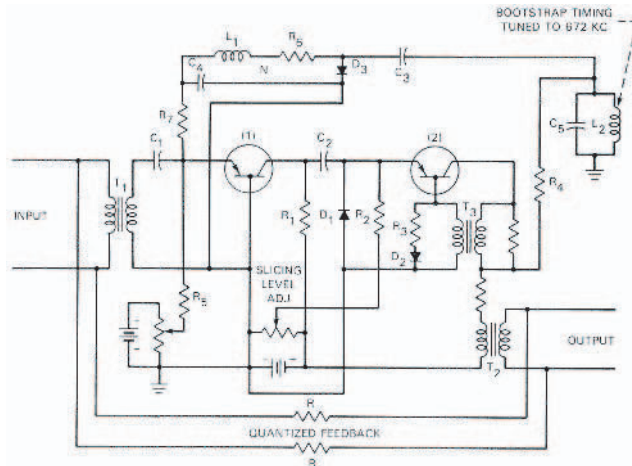 BOOTSTRAP TIMING
TUNED TO 672 KC
L1
R6
C4
N
D3
C3
R7
C5
L2
C1
(1)
C2
(2)
T1
R4
INPUT
R1
D1
R2
R3
T3
D2
SLICING
LEVEL
ADJ
R5
T2
OUTPUT
R
QUANTIZED FEEDBACK
R